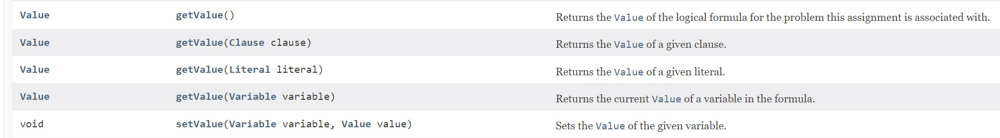 Value getValue() Returns the Value of the logical formula for the problem this assignment is associated with.
Value getValue(Clause clause) Returns the Value of a given clause.
Value getValue(Literal literal) Returns the Value of a given literal.
Value getValue(Variable variable) Returns the current Value of a variable in the formula.
void setValue(Variable variable, Value value) Sets the Value of the given variable.